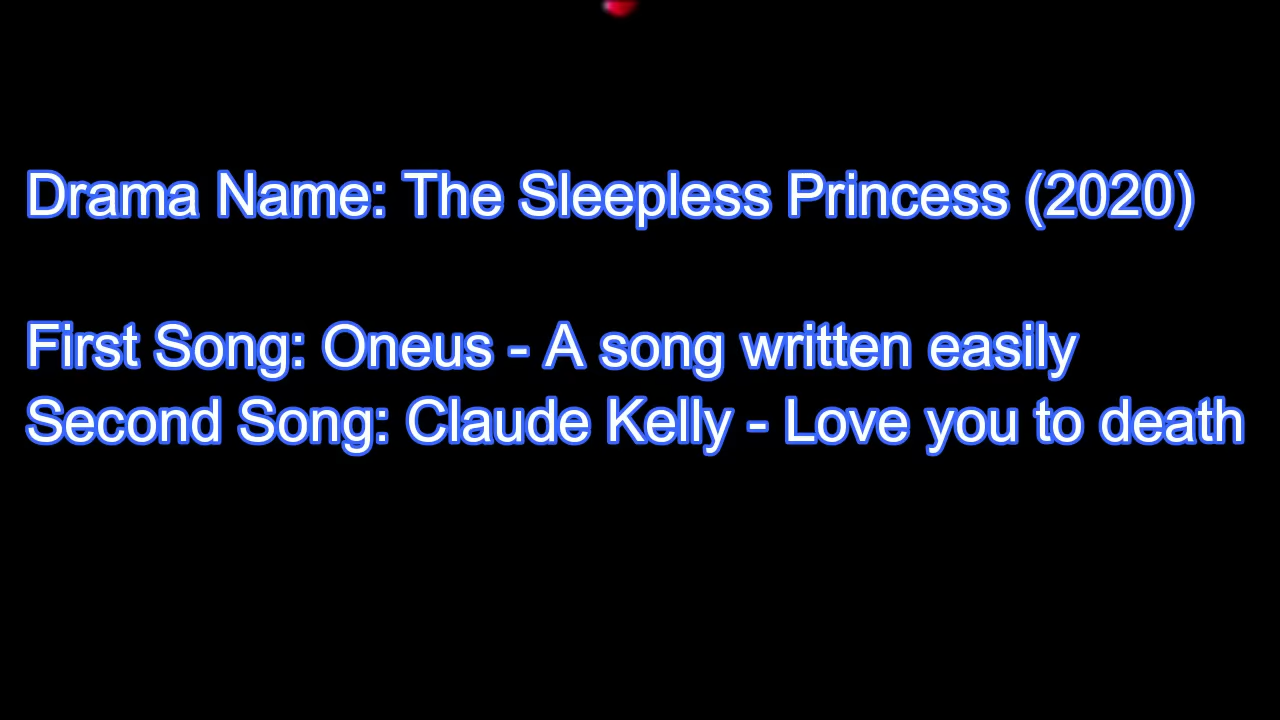 Drama Name: The Sleepless Princess (2020)
First Song: Oneus - A song written easily
Second Song: Claude Kelly - Love you to death